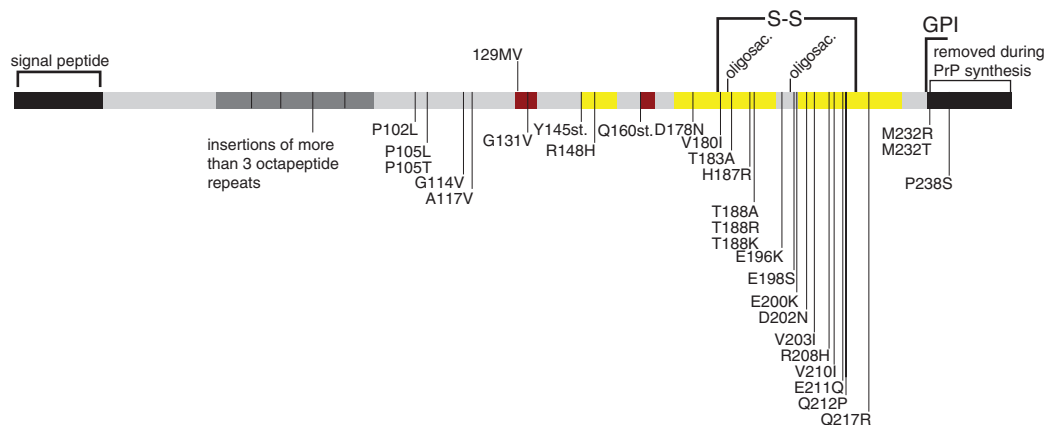 S-S
GPI
signal peptide
129MV
oligosac.
oligosac.
removed during
PrP synthesis
insertions of more
than 3 octapeptide
repeats
P102L
P105L
P105T
G114V
A117V
G131V
Y145st.
R148H
Q160st.
D178N
V180I
T183A
H187R
T188A
T188R
T188K
E196K
E198S
E200K
D202N
V203I
R208H
V210I
E211Q
Q212P
Q217R
M232R
M232T
P238S